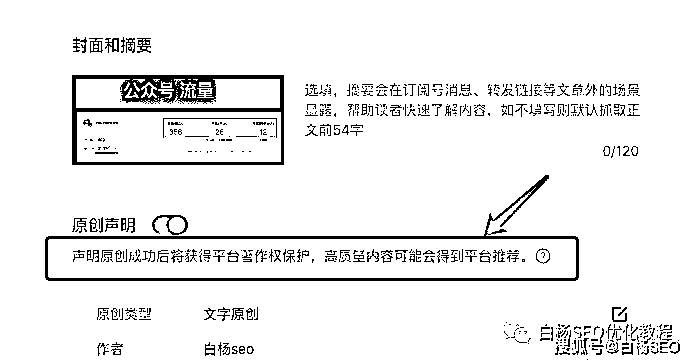 封面和摘要
公众号流量
356 26 12
选填，摘要会在订阅号消息、转发链接等文章外的场景
显露，帮助读者快速了解内容，如不填写则默认抓取正
文前54字
0/120
原创声明
声明原创成功后将获得平台著作权保护，高质量内容可能会得到平台推荐。
原创类型 文字原创
作者 白杨seo
白杨SEO优化教程
搜狐号@白杨SEO